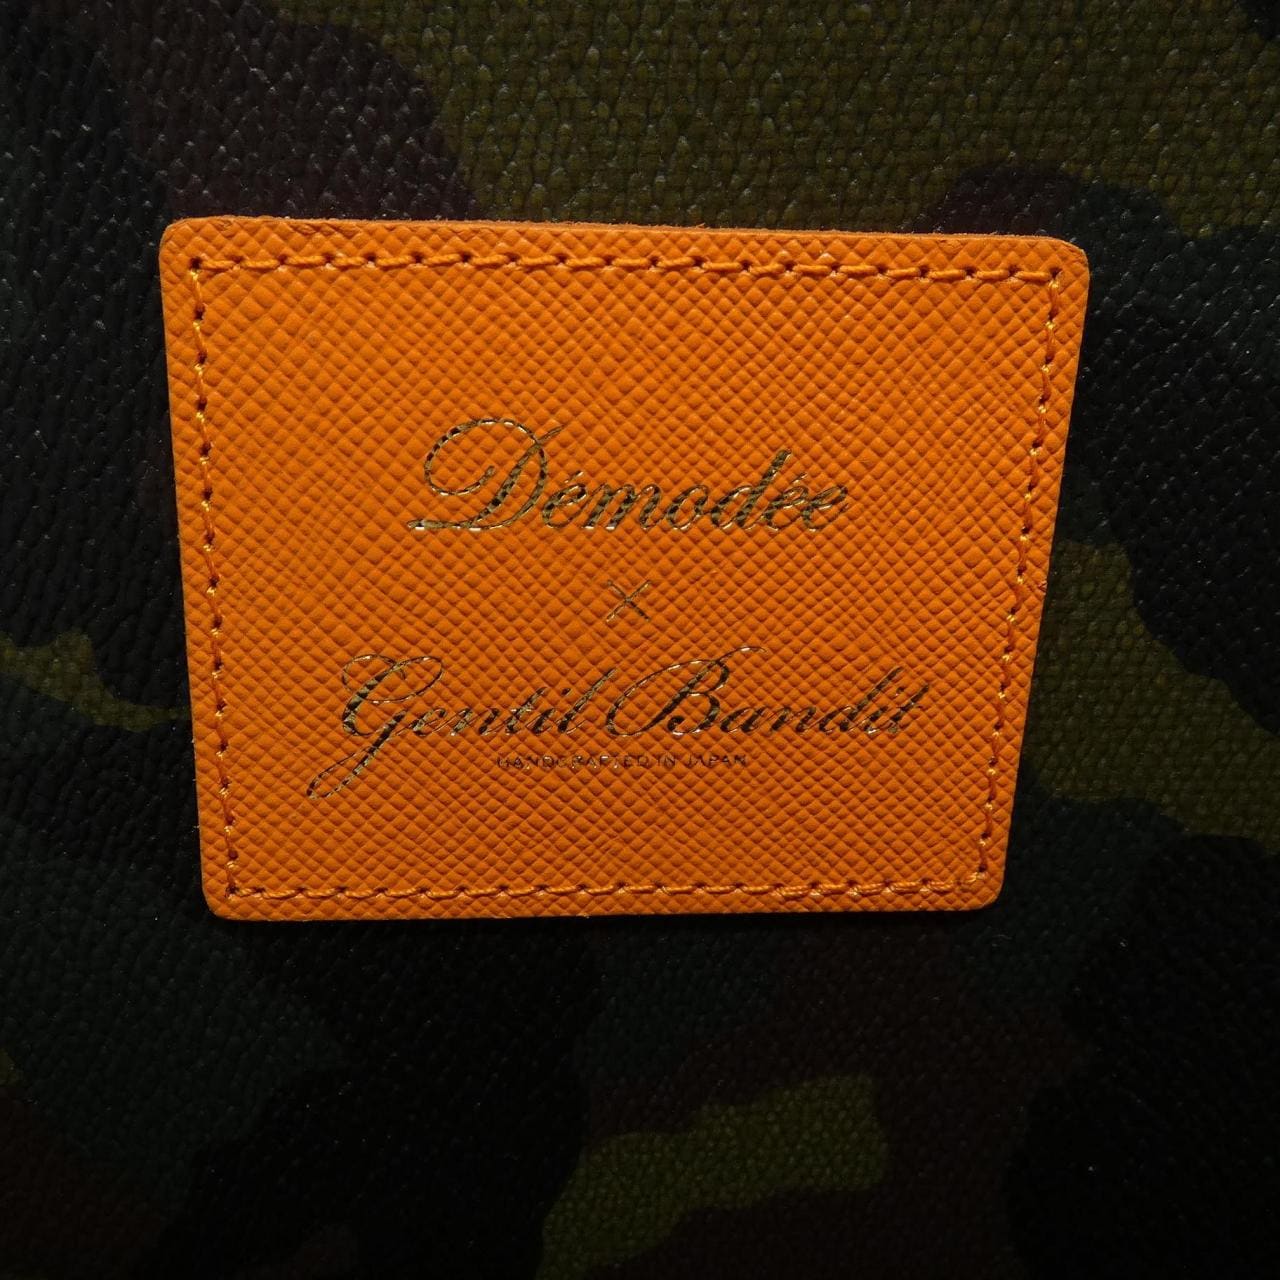 Démodée
×
Gentil Bandit
HANDCRAFTED IN JAPAN